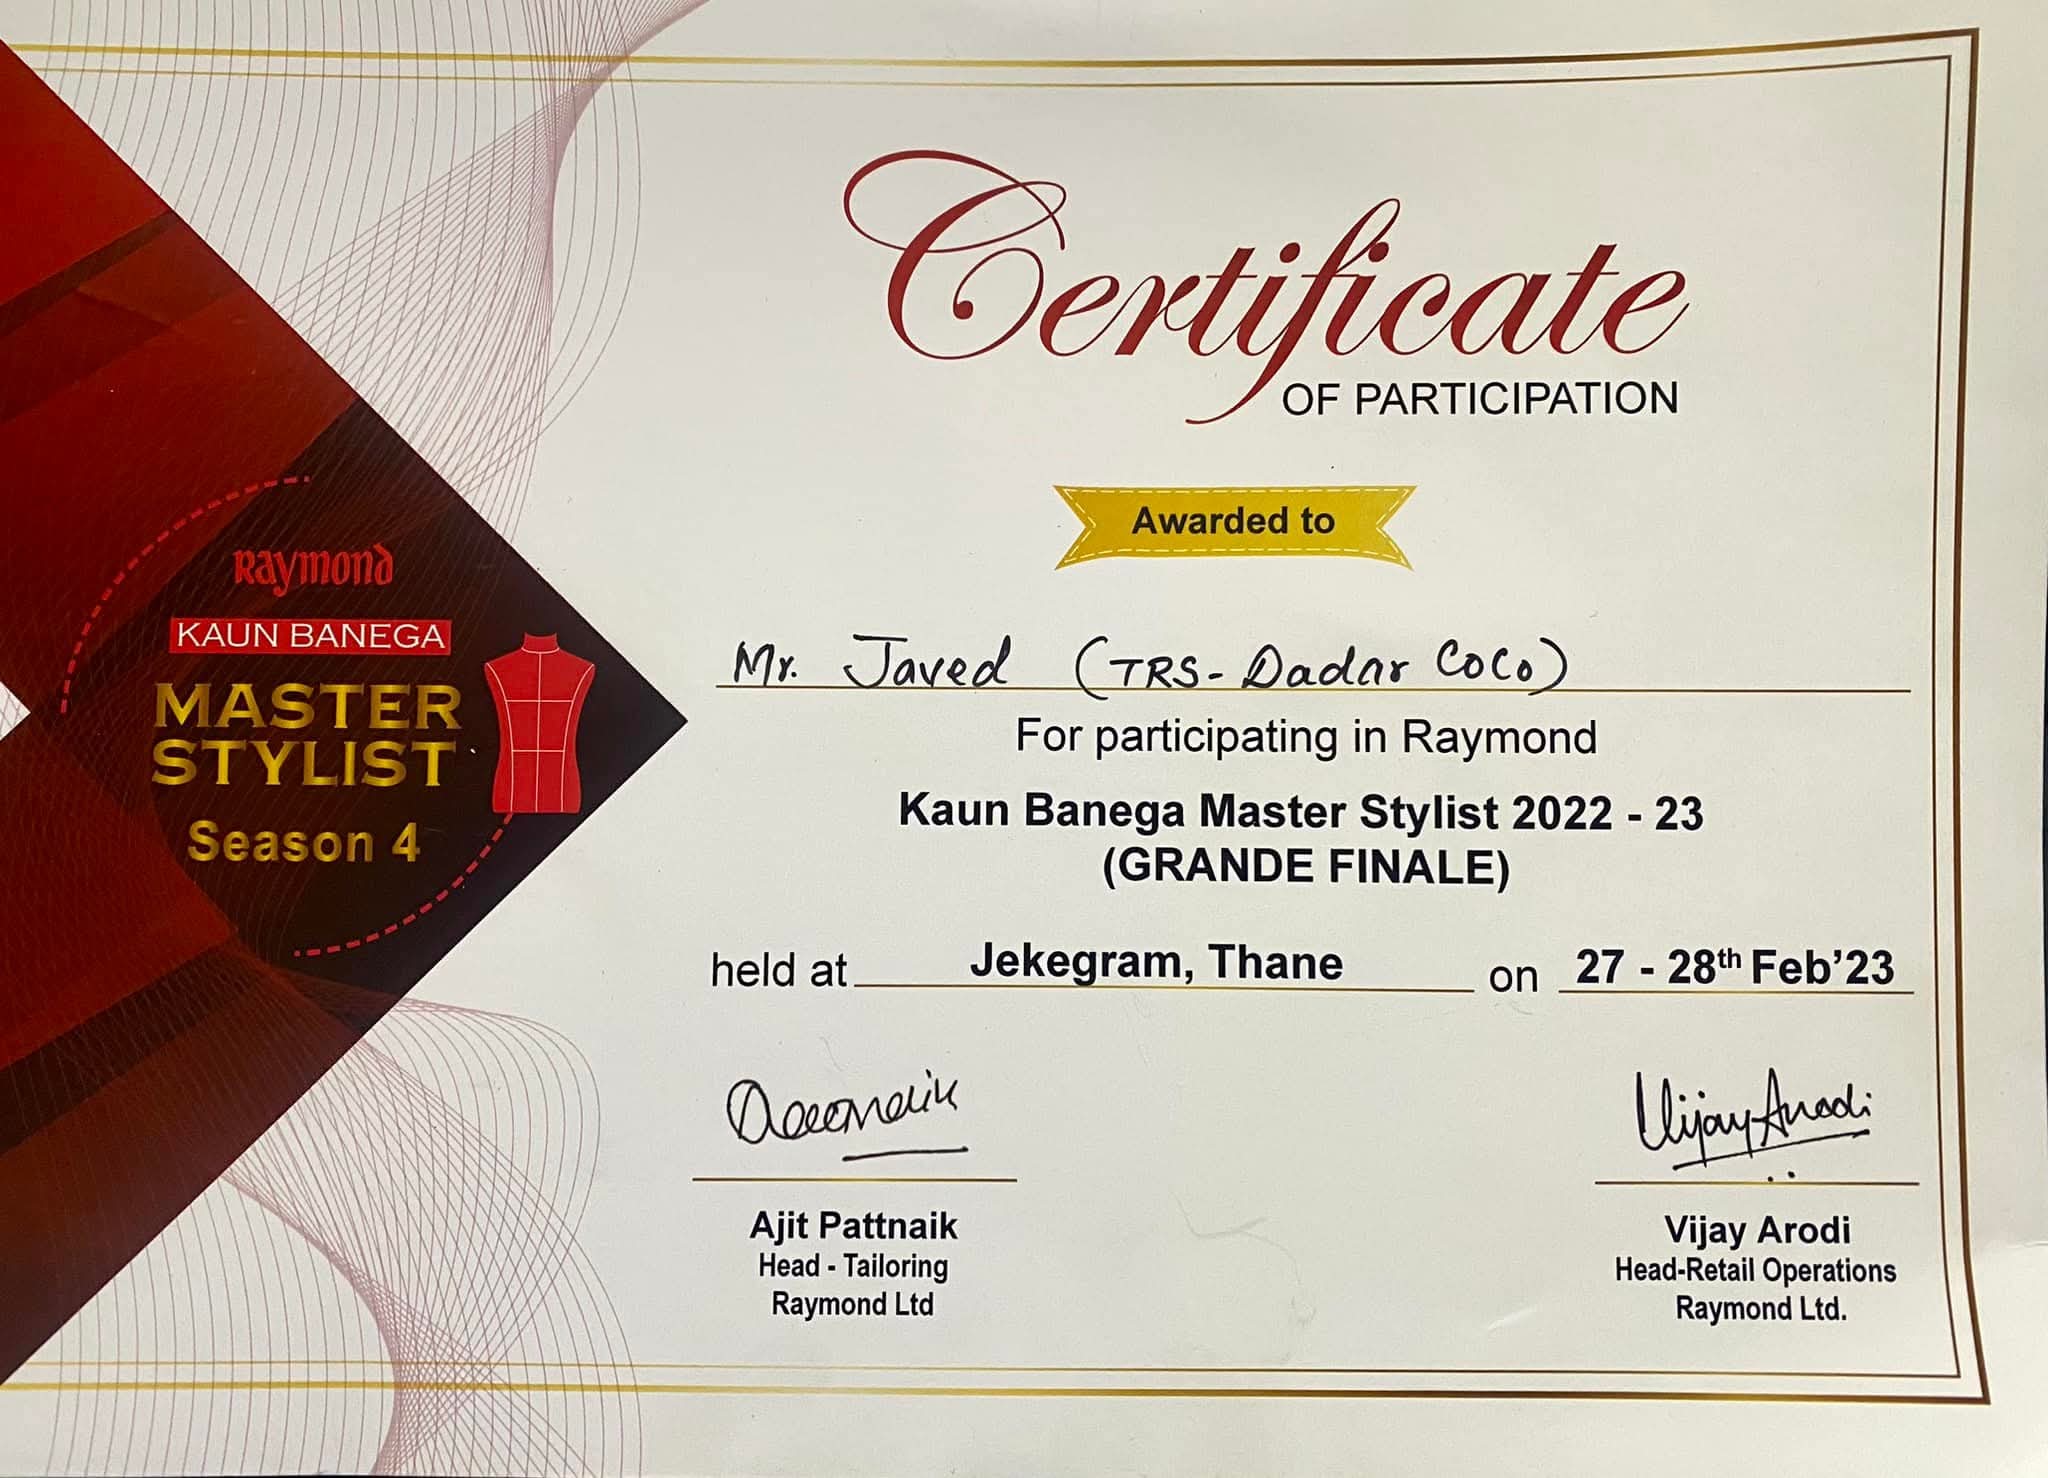 Certificate
OF PARTICIPATION
Awarded to
Mr. Javed (TRS- Dadar CoCo)
For participating in Raymond
Kaun Banega Master Stylist 2022 - 23
(GRANDE FINALE)
held at Jekegram, Thane on 27 - 28th Feb’23
Raymond
KAUN BANEGA
MASTER
STYLIST
Season 4
Ajit Pattnaik
Head - Tailoring
Raymond Ltd
Vijay Arodi
Vijay Arodi
Head-Retail Operations
Raymond Ltd.